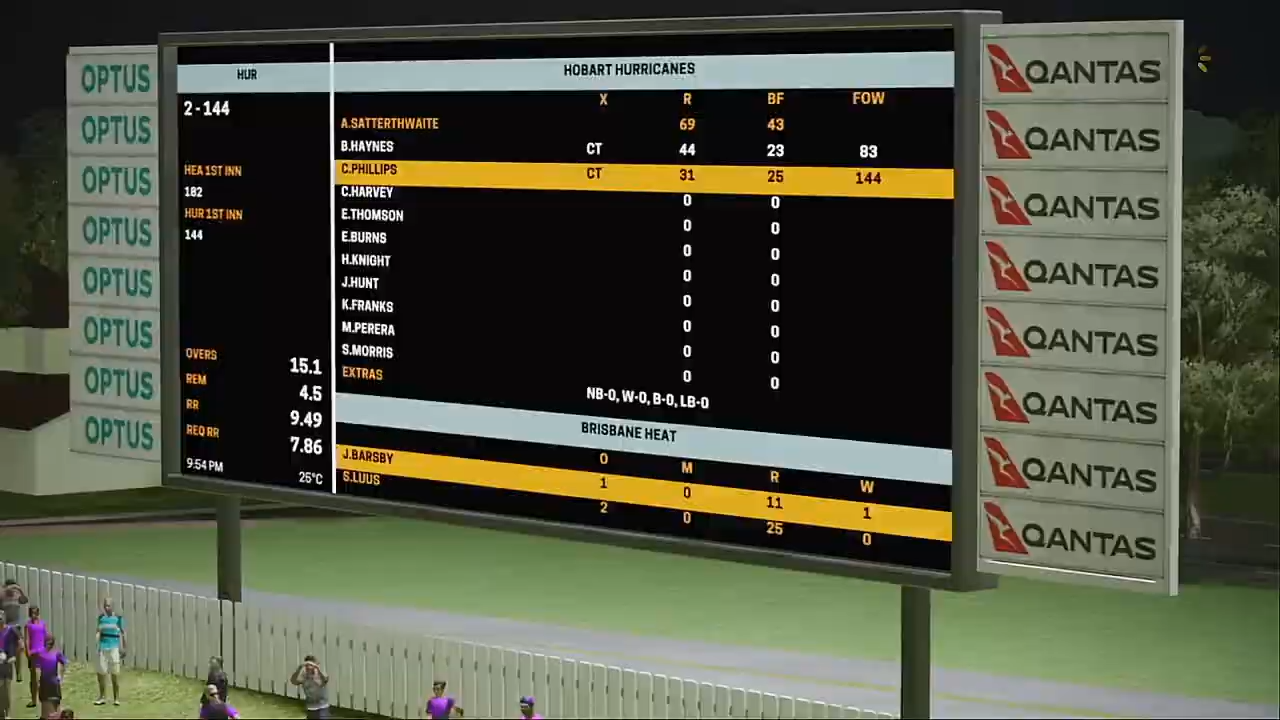 OPTUS
OPTUS
OPTUS
OPTUS
OPTUS
OPTUS
OPTUS
OPTUS
HUR
2 - 144
HEA 1ST INN
182
HUR 1ST INN
144
OVERS 15.1
REM 4.5
RR 9.49
REQ RR 7.86
9:54 PM 25°C
HOBART HURRICANES
X R BF FOW
A.SATTERTHWAITE 69 43
B.HAYNES CT 44 23 83
C.PHILLIPS CT 31 25 144
C.HARVEY 0 0
E.THOMSON 0 0
E.BURNS 0 0
H.KNIGHT 0 0
J.HUNT 0 0
K.FRANKS 0 0
M.PERERA 0 0
S.MORRIS 0 0
EXTRAS 0 0
NB-0, W-0, B-0, LB-0
BRISBANE HEAT
O M R W
J.BARSBY 1 0 11 1
S.LUUS 2 0 25 0
QANTAS
QANTAS
QANTAS
QANTAS
QANTAS
QANTAS
QANTAS
QANTAS